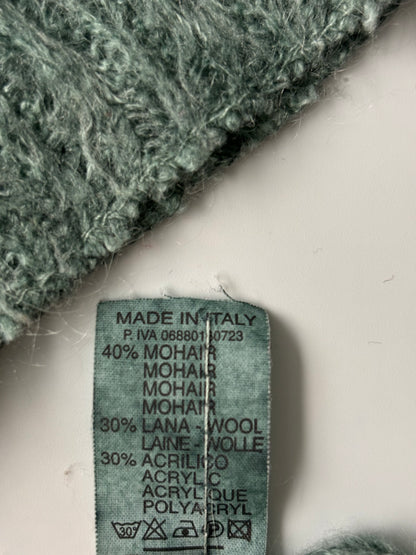 MADE IN ITALY
P. IVA
40% MOHAIR
MOHAIR
MOHAIR
MOHAIR
30% LANA - WOOL
LAINE - WOLLE
30% ACRILICO
ACRYLIC
ACRYLIQUE
POLYACRYL
30°